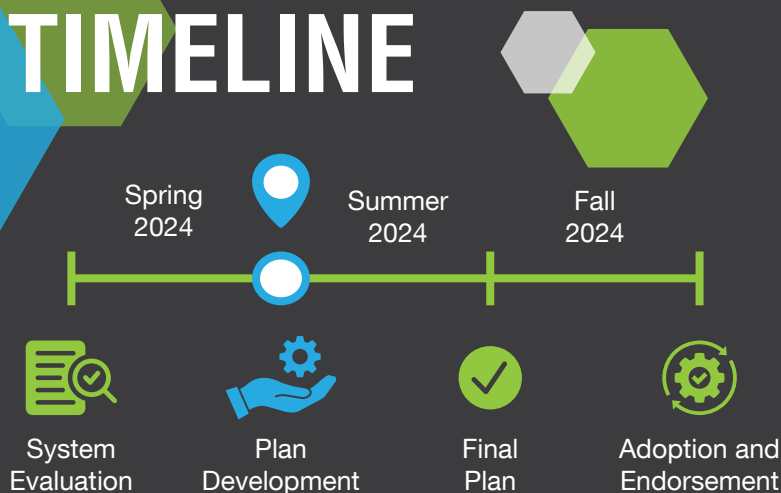 TIMELINE
Spring
2024
Summer
2024
Fall
2024
System
Evaluation
Plan
Development
Final
Plan
Adoption and
Endorsement